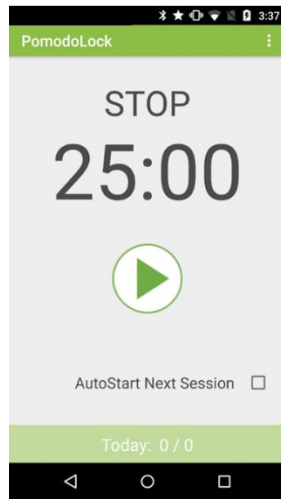 3:37
PomodoLock
STOP
25:00
AutoStart Next Session
Today: 0 / 0